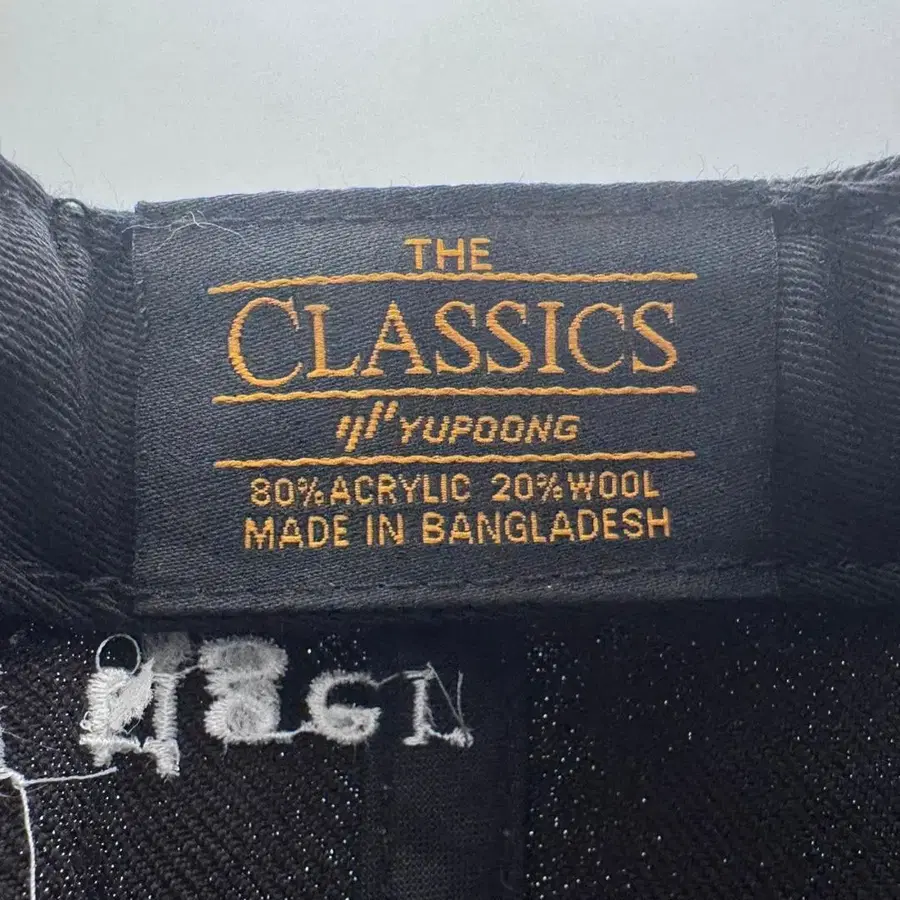 THE
CLASSICS
YUPOONG
80% ACRYLIC 20% WOOL
MADE IN BANGLADESH